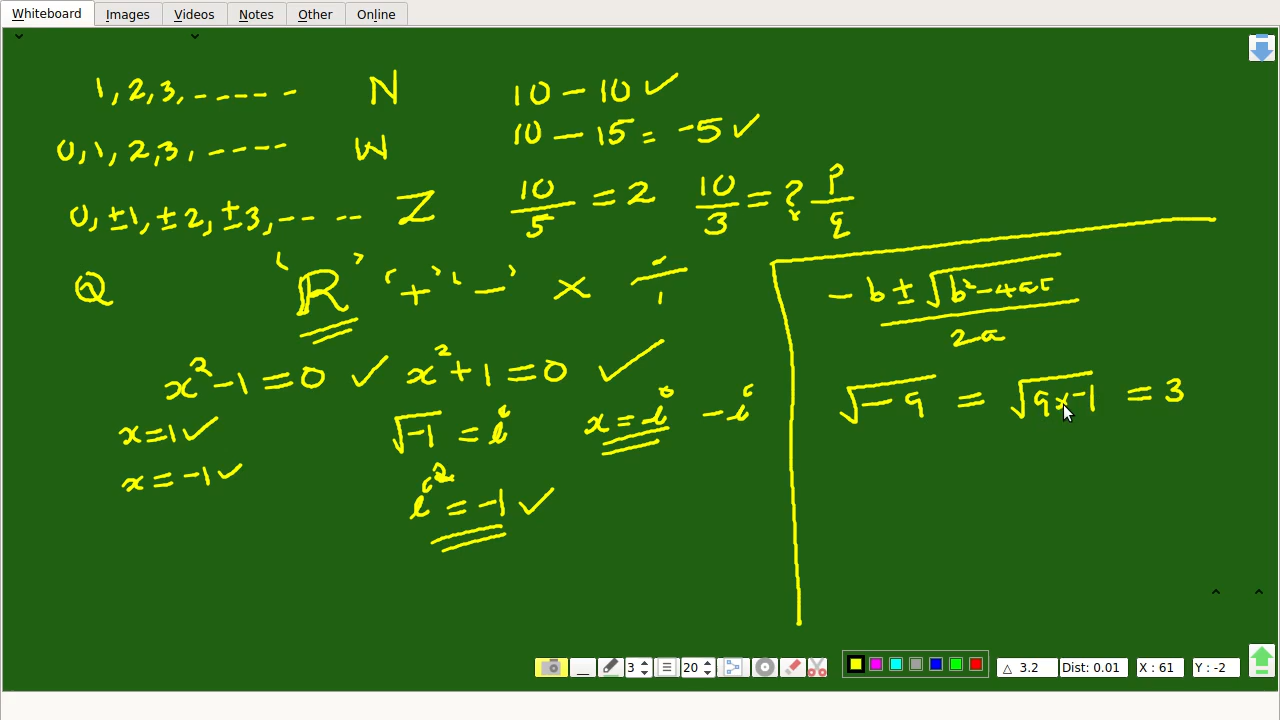 Whiteboard Images Videos Notes Other Online
1, 2, 3, - - - - - - N 10 - 10 ✓
0, 1, 2, 3, - - - - W 10 - 15 = -5 ✓
0, ±1, ±2, ±3, - - - - Z 10/5 = 2 10/3 = ? p/q
Q 'R' '+' '-' × ÷
x² - 1 = 0 ✓ x² + 1 = 0 ✓
x = 1 ✓ √-1 = i x = i -i
x = -1 ✓
i² = -1 ✓
(-b ± √(b² - 4ac))/2a
√-9 = √9x-1 = 3
3 20 △ 3.2 Dist: 0.01 X : 61 Y : -2